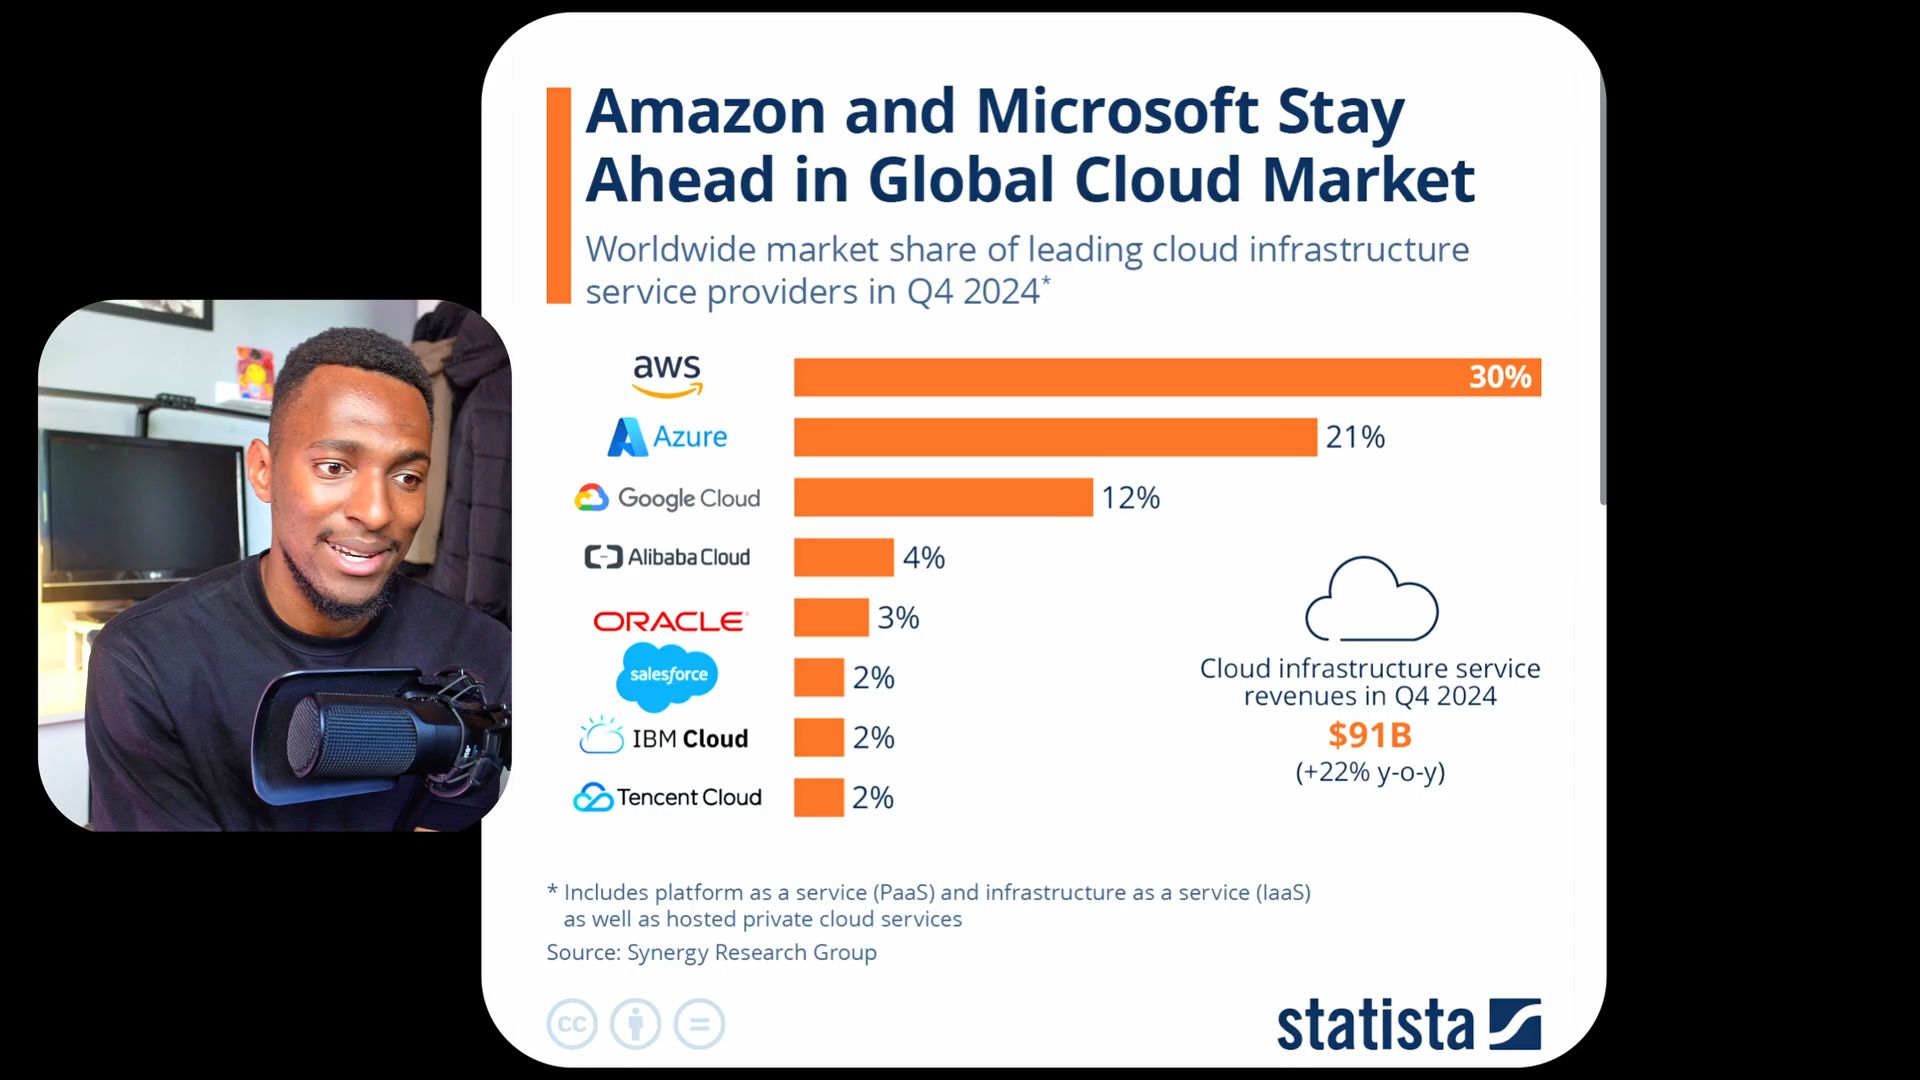 Amazon and Microsoft Stay
Ahead in Global Cloud Market
Worldwide market share of leading cloud infrastructure
service providers in Q4 2024*
aws 30%
Azure 21%
Google Cloud 12%
Alibaba Cloud 4%
ORACLE 3%
salesforce 2%
IBM Cloud 2%
Tencent Cloud 2%
Cloud infrastructure service
revenues in Q4 2024
$91B
(+22% y-o-y)
* Includes platform as a service (PaaS) and infrastructure as a service (IaaS)
as well as hosted private cloud services
Source: Synergy Research Group
cc
statista